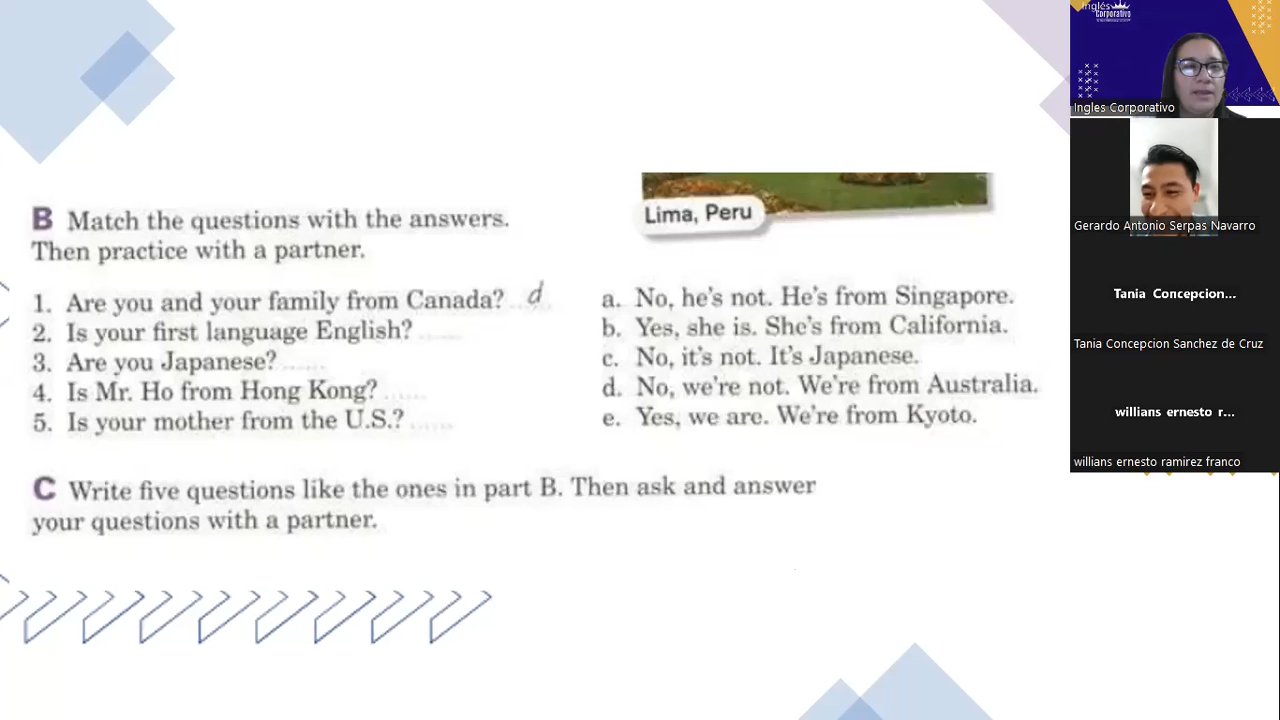 B Match the questions with the answers.
Then practice with a partner.
1. Are you and your family from Canada? d
2. Is your first language English? ......
3. Are you Japanese? ......
4. Is Mr. Ho from Hong Kong? ......
5. Is your mother from the U.S.? ......
Lima, Peru
a. No, he's not. He's from Singapore.
b. Yes, she is. She's from California.
c. No, it's not. It's Japanese.
d. No, we're not. We're from Australia.
e. Yes, we are. We're from Kyoto.
C Write five questions like the ones in part B. Then ask and answer
your questions with a partner.
Inglés
Corporativo
Ingles Corporativo
Gerardo Antonio Serpas Navarro
Tania Concepcion...
Tania Concepcion Sanchez de Cruz
willians ernesto r...
willians ernesto ramirez franco